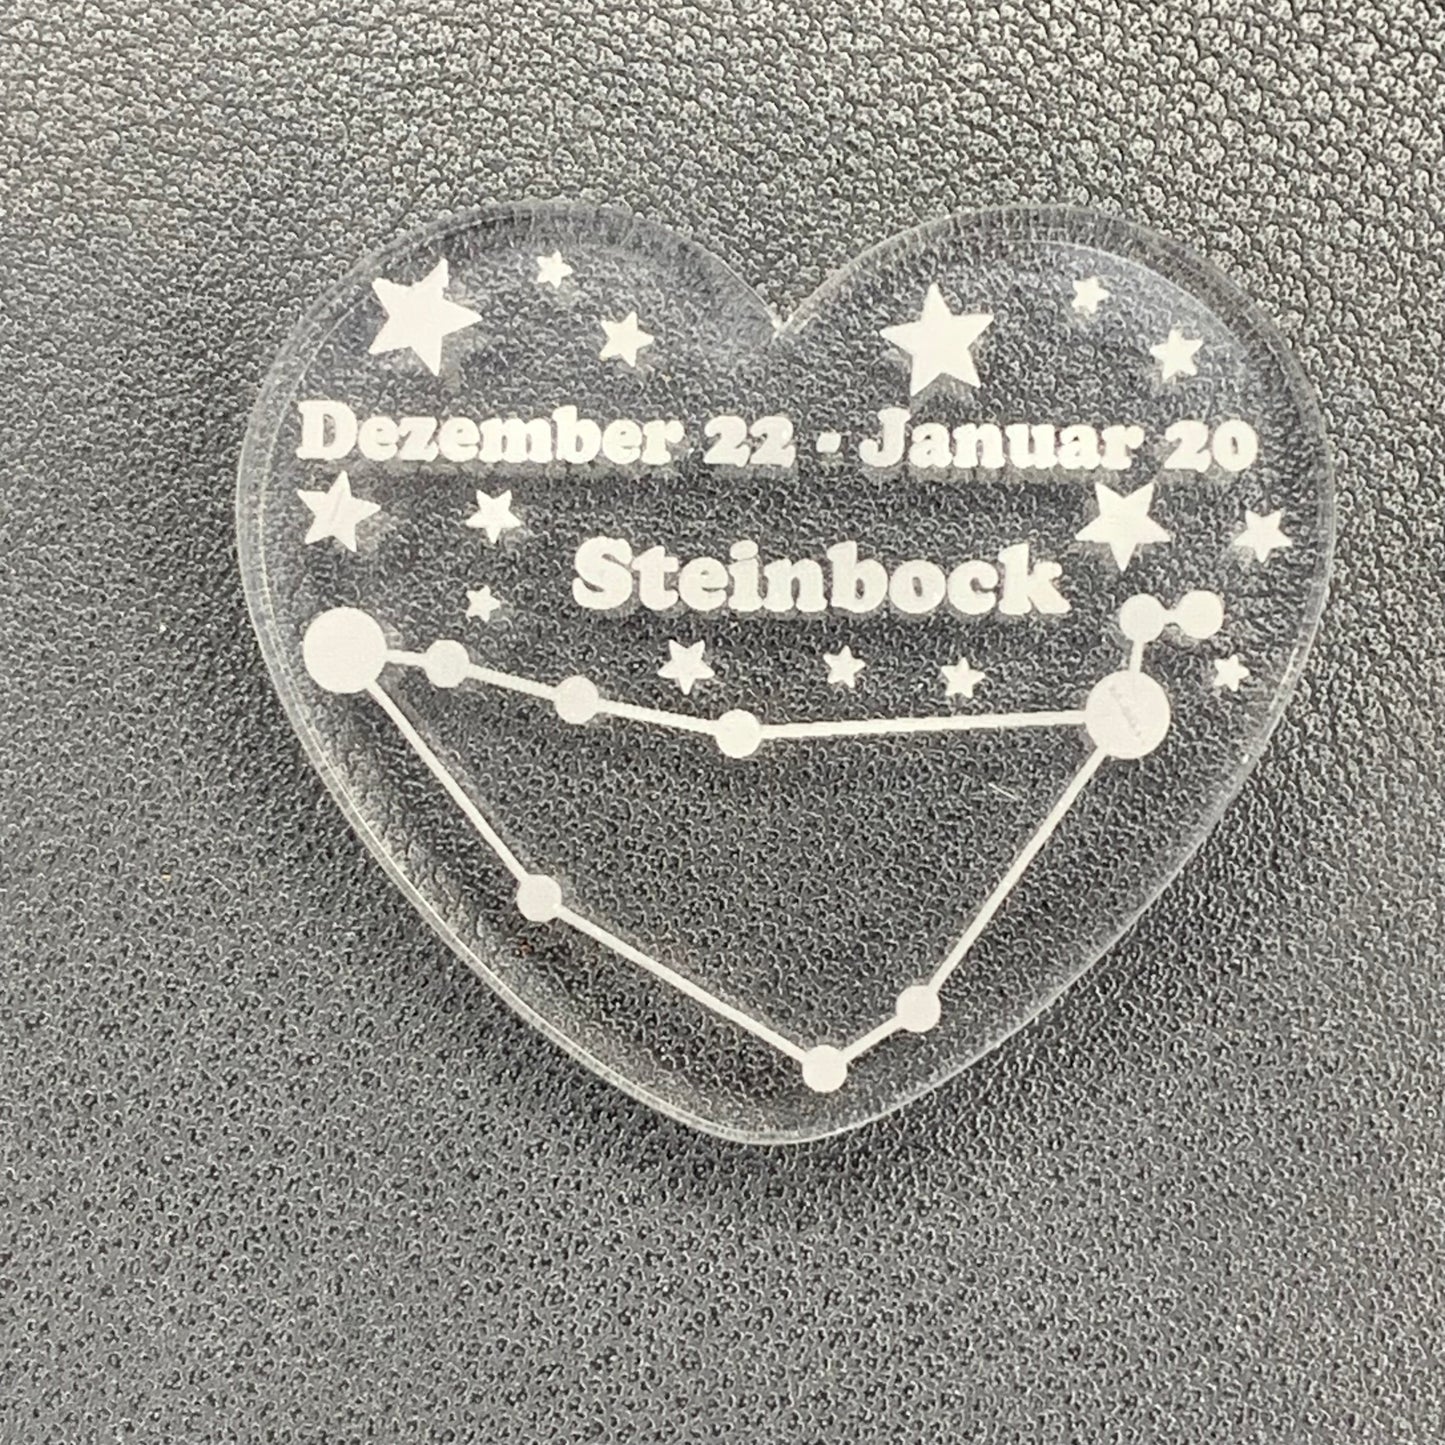 Dezember 22 - Januar 20
Steinbock